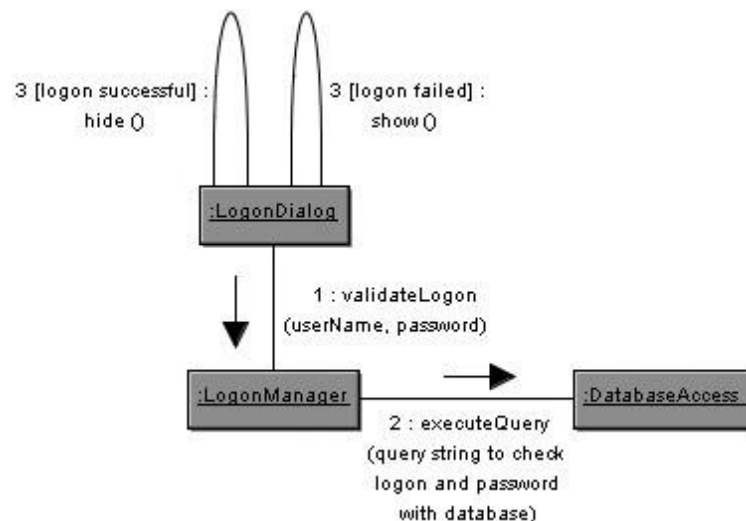 3 [logon successful] :
hide ()
3 [logon failed] :
show ()
:LogonDialog
1 : validateLogon
(userName, password)
:LogonManager
:DatabaseAccess
2 : executeQuery
(query string to check
logon and password
with database)